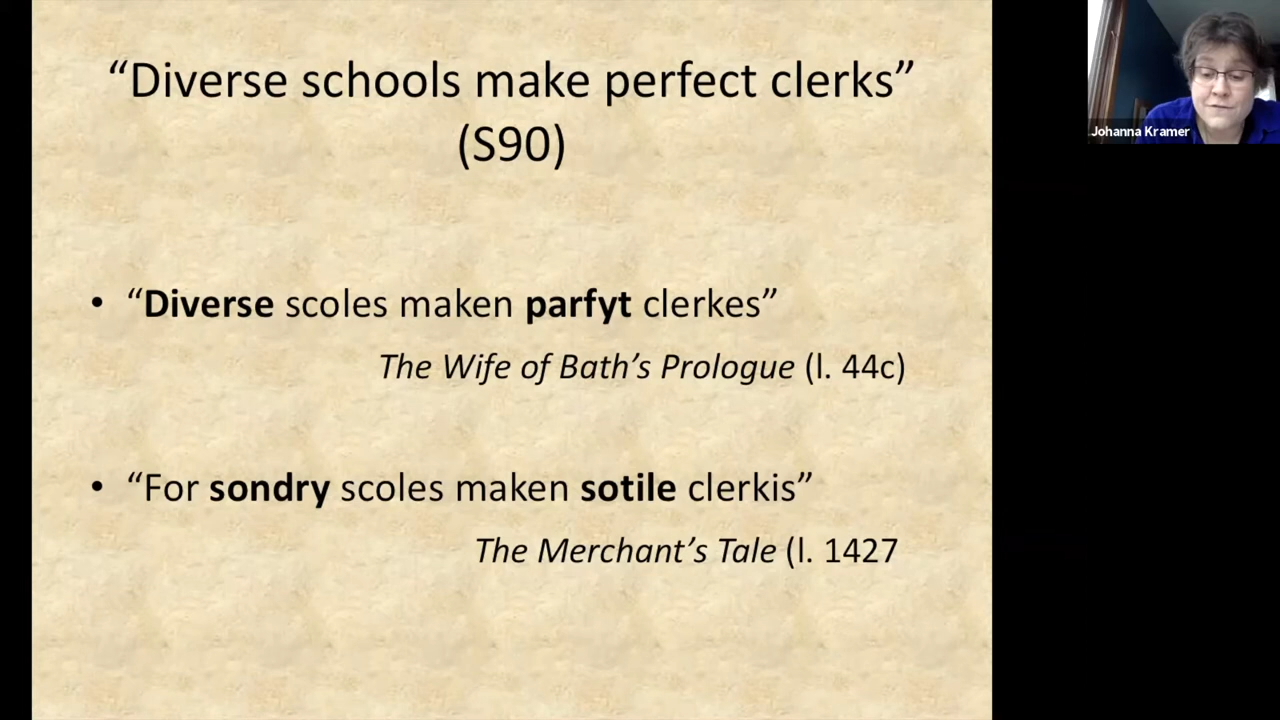 “Diverse schools make perfect clerks”
(S90)
Johanna Kramer
• “Diverse scoles maken parfyt clerkes”
The Wife of Bath’s Prologue (l. 44c)
• “For sondry scoles maken sotile clerkis”
The Merchant’s Tale (l. 1427